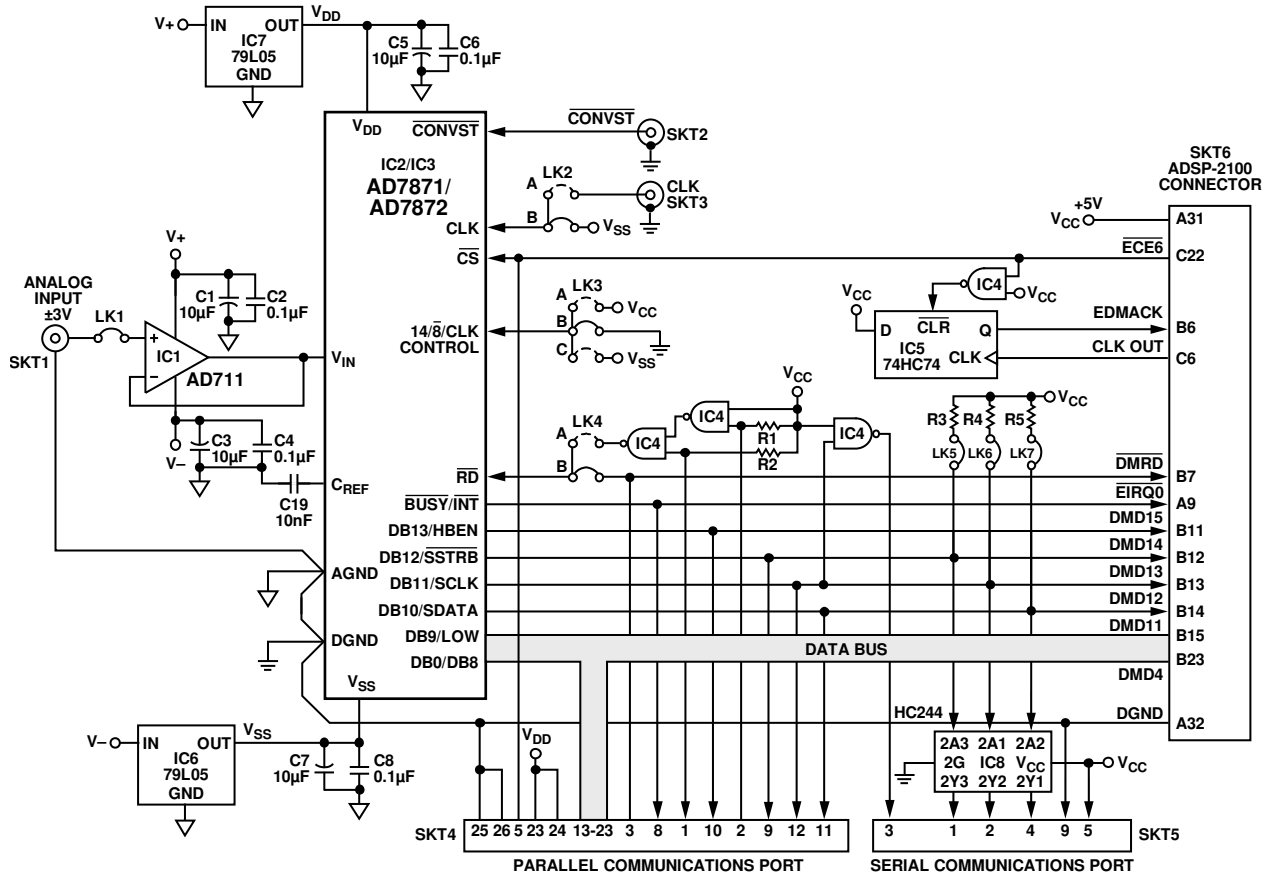 V+ IN OUT VDD
IC7
79L05
GND
C5
10µF
C6
0.1µF
VDD CONVST
CONVST
SKT2
IC2/IC3
AD7871/
AD7872
A LK2
CLK
SKT3
CLK B VSS
CS
SKT6
ADSP-2100
CONNECTOR
+5V
VCC A31
ECE6 C22
IC4
VCC
VCC
D CLR Q
IC5
74HC74
CLK
EDMACK B6
CLK OUT C6
V+
ANALOG
INPUT
±3V
SKT1
LK1
C1
10µF
C2
0.1µF
+
IC1
–
AD711
VIN
C3
10µF
C4
0.1µF
V–
C19
10nF
CREF
14/8/CLK
CONTROL
A LK3 VCC
B
C VSS
VCC
A LK4 IC4 IC4 R1 IC4
R2
B
R3 R4 R5 VCC
LK5 LK6 LK7
RD DMRD B7
BUSY/INT EIRQ0 A9
DB13/HBEN DMD15 B11
DB12/SSTRB DMD14 B12
DB11/SCLK DMD13 B13
DB10/SDATA DMD12 B14
DB9/LOW DMD11 B15
DATA BUS
DB0/DB8 B23
DMD4
AGND
DGND
VSS
DGND A32
V– IN OUT VSS
IC6
79L05
GND
C7
10µF
C8
0.1µF
VDD
HC244
2A3 2A1 2A2
2G IC8 VCC VCC
2Y3 2Y2 2Y1
SKT4 25 26 5 23 24 13-23 3 8 1 10 2 9 12 11
PARALLEL COMMUNICATIONS PORT
3 1 2 4 9 5 SKT5
SERIAL COMMUNICATIONS PORT